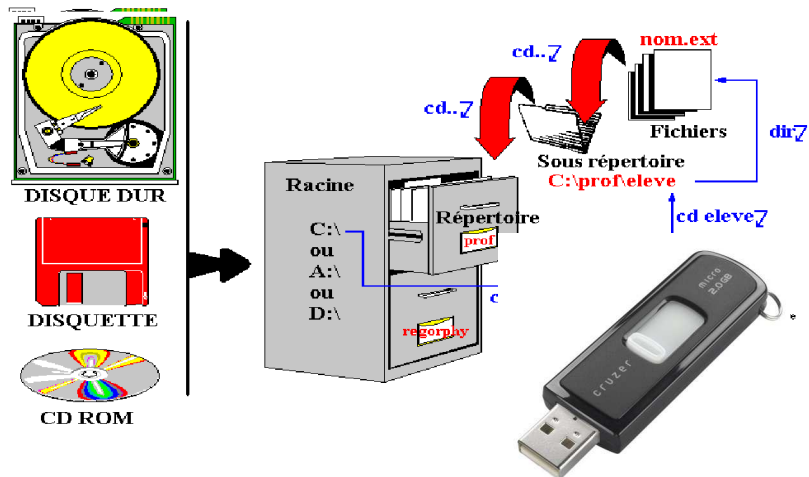 DISQUE DUR
DISQUETTE
CD ROM
Racine
C:\
ou
A:\
ou
D:\
Répertoire
prof
regorphy
c
cd..
cd..
nom.ext
Fichiers
dir
Sous répertoire
C:\prof\eleve
cd eleve
e
cruzer
micro
2.0GB